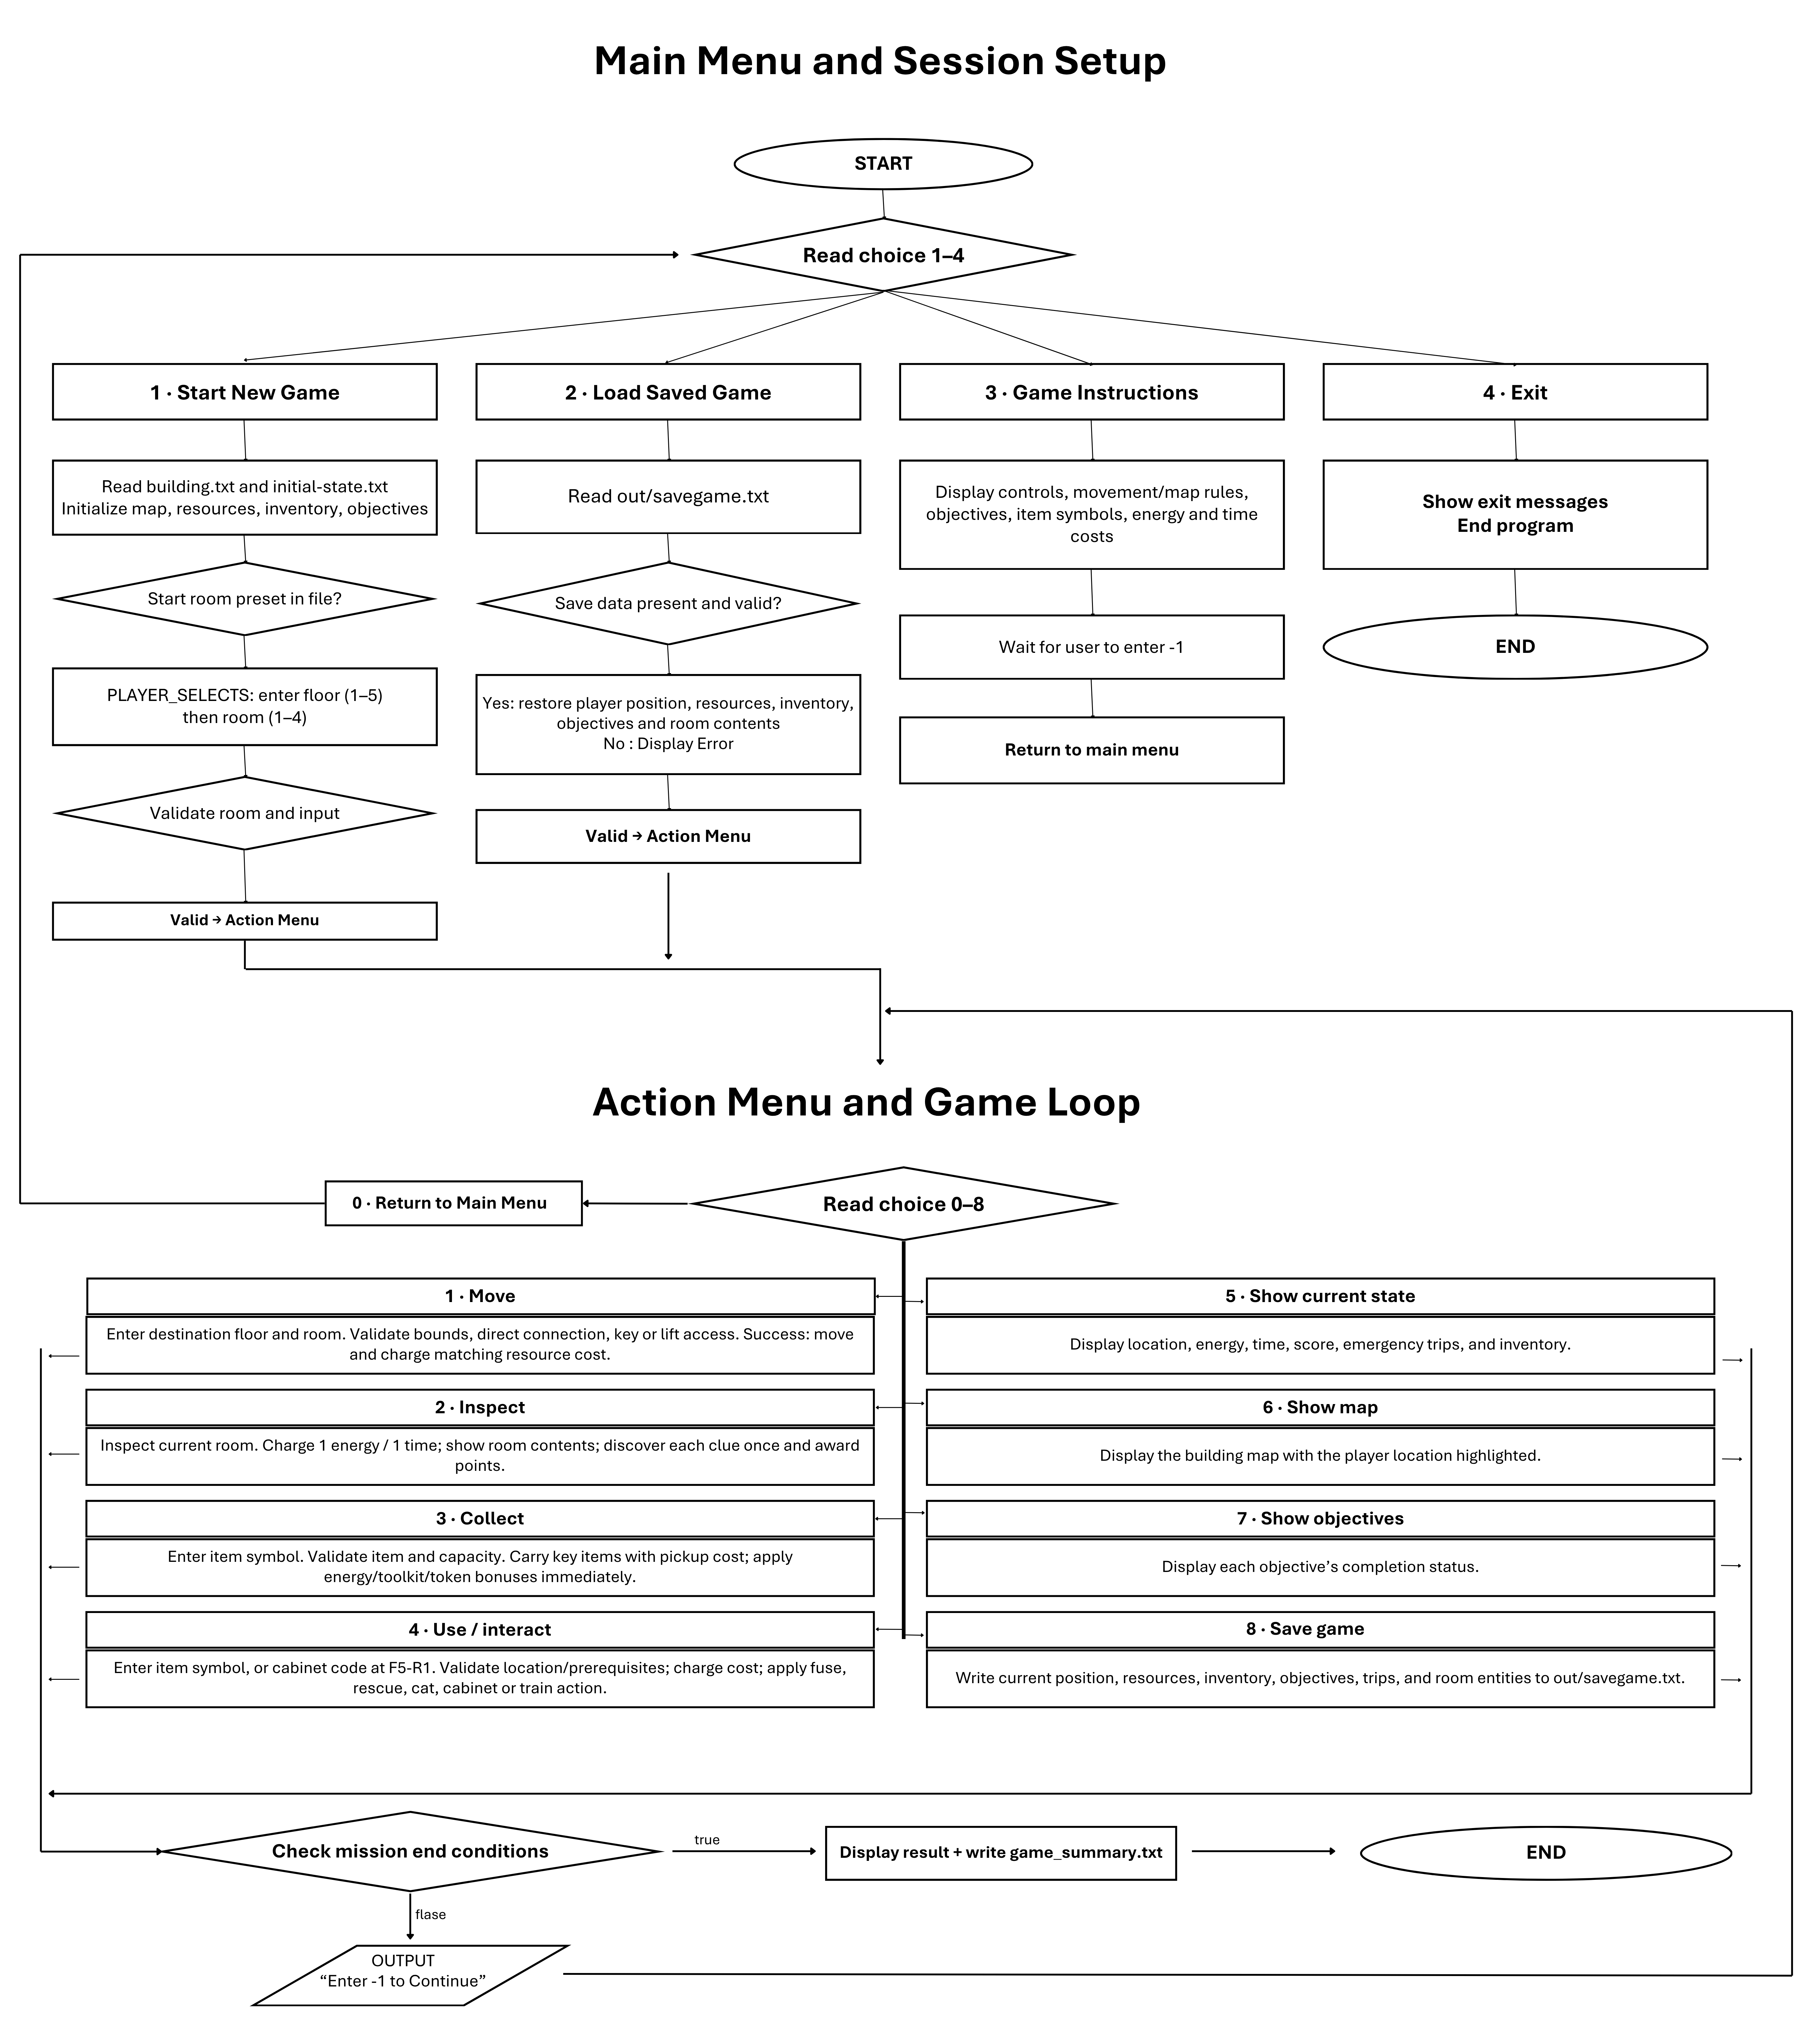 Main Menu and Session Setup
START
Read choice 1–4
1 · Start New Game
Read building.txt and initial-state.txt
Initialize map, resources, inventory, objectives
Start room preset in file?
PLAYER_SELECTS: enter floor (1–5)
then room (1–4)
Validate room and input
Valid → Action Menu
2 · Load Saved Game
Read out/savegame.txt
Save data present and valid?
Yes: restore player position, resources, inventory,
objectives and room contents
No : Display Error
Valid → Action Menu
3 · Game Instructions
Display controls, movement/map rules,
objectives, item symbols, energy and time
costs
Wait for user to enter -1
Return to main menu
4 · Exit
Show exit messages
End program
END
Action Menu and Game Loop
0 · Return to Main Menu
Read choice 0–8
1 · Move
Enter destination floor and room. Validate bounds, direct connection, key or lift access. Success: move
and charge matching resource cost.
2 · Inspect
Inspect current room. Charge 1 energy / 1 time; show room contents; discover each clue once and award
points.
3 · Collect
Enter item symbol. Validate item and capacity. Carry key items with pickup cost; apply
energy/toolkit/token bonuses immediately.
4 · Use / interact
Enter item symbol, or cabinet code at F5-R1. Validate location/prerequisites; charge cost; apply fuse,
rescue, cat, cabinet or train action.
5 · Show current state
Display location, energy, time, score, emergency trips, and inventory.
6 · Show map
Display the building map with the player location highlighted.
7 · Show objectives
Display each objective’s completion status.
8 · Save game
Write current position, resources, inventory, objectives, trips, and room entities to out/savegame.txt.
Check mission end conditions
true
Display result + write game_summary.txt
END
flase
OUTPUT
“Enter -1 to Continue”